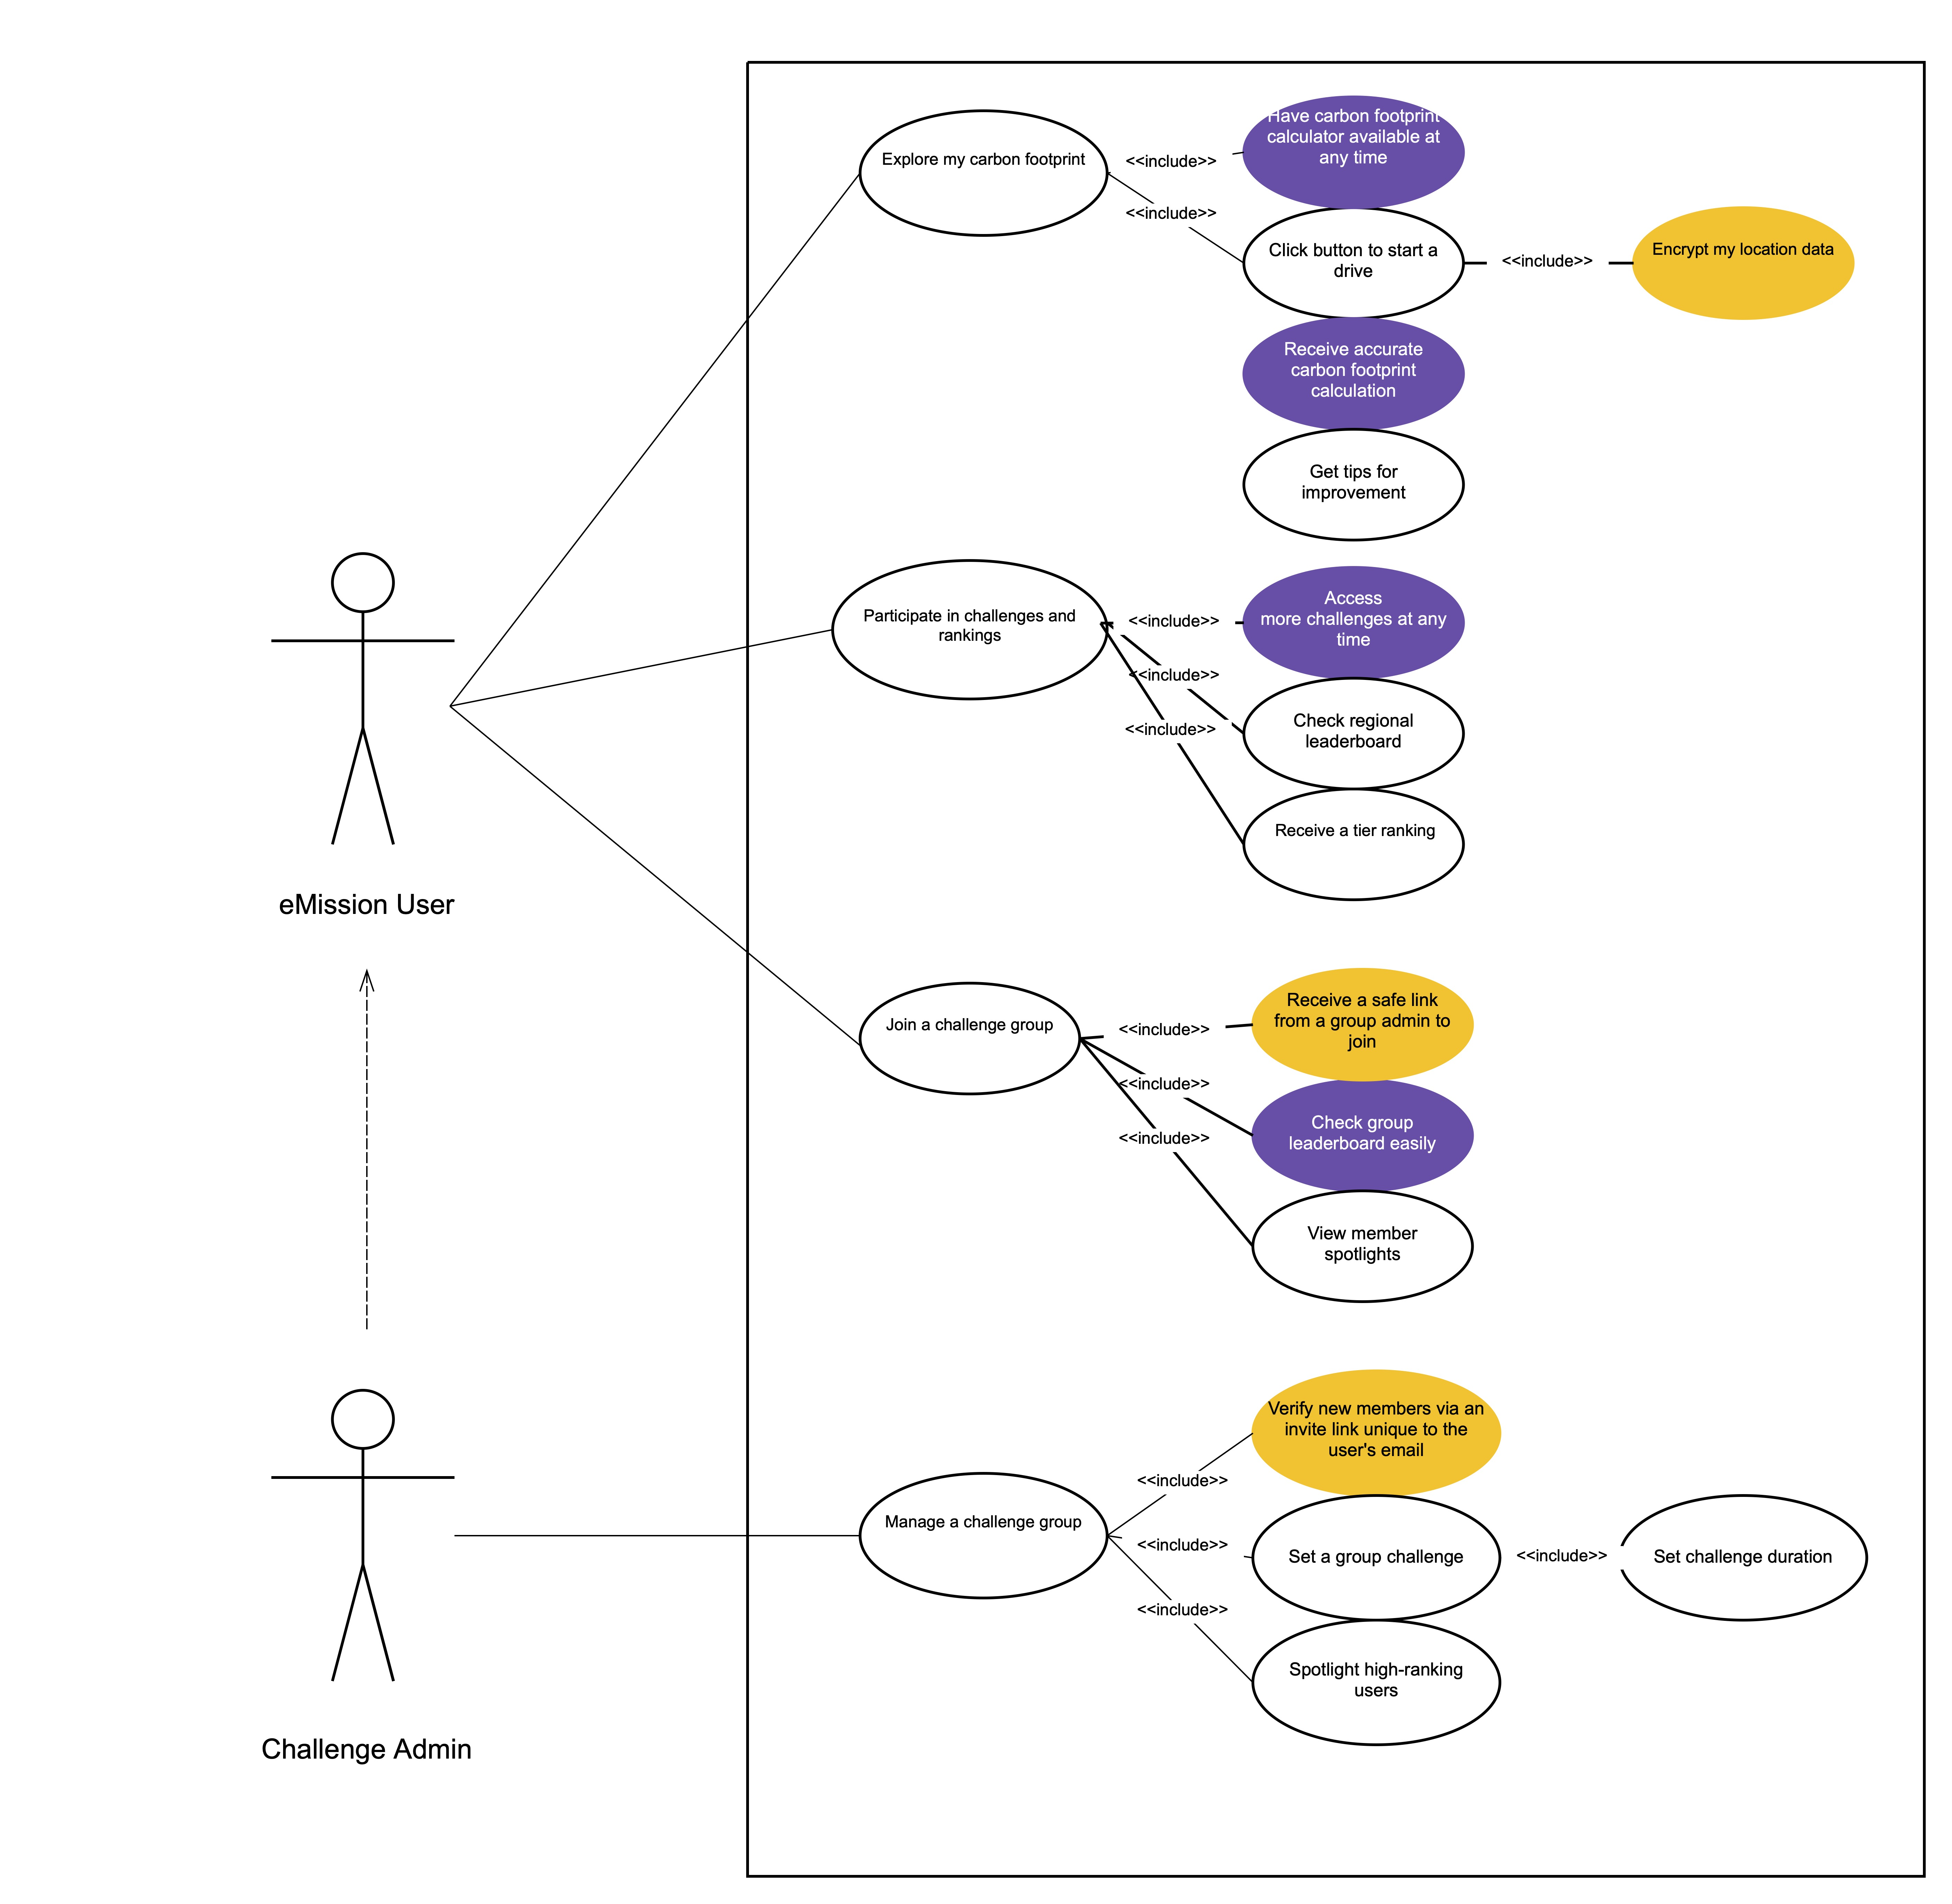 Have carbon footprint
calculator available at
any time
Explore my carbon footprint
<<include>>
<<include>>
Click button to start a
drive
<<include>>
Encrypt my location data
Receive accurate
carbon footprint
calculation
Get tips for
improvement
Participate in challenges and
rankings
<<include>>
Access
more challenges at any
time
<<include>>
Check regional
leaderboard
<<include>>
Receive a tier ranking
eMission User
Join a challenge group
<<include>>
Receive a safe link
from a group admin to
join
<<include>>
Check group
leaderboard easily
<<include>>
View member
spotlights
Verify new members via an
invite link unique to the
user's email
<<include>>
Manage a challenge group
<<include>>
Set a group challenge
<<include>>
Set challenge duration
<<include>>
Spotlight high-ranking
users
Challenge Admin